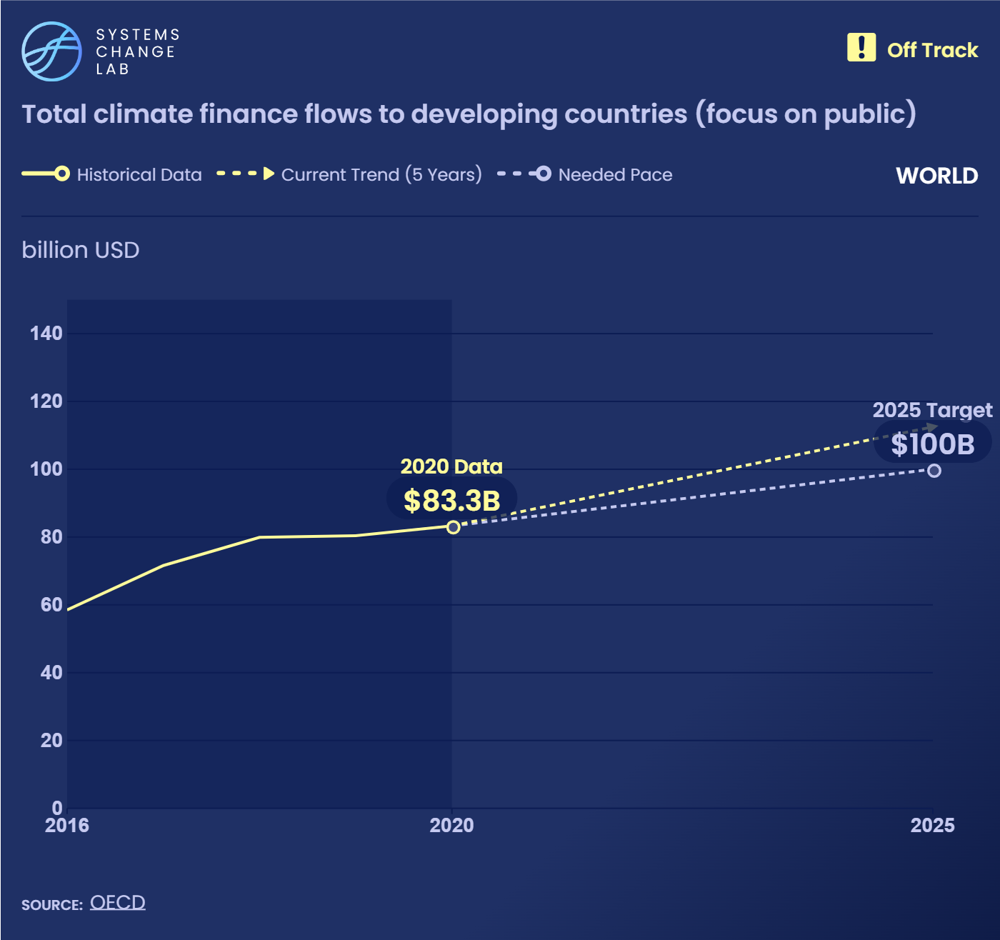 SYSTEMS
CHANGE
LAB
Off Track
Total climate finance flows to developing countries (focus on public)
Historical Data
Current Trend (5 Years)
Needed Pace
WORLD
billion USD
140
120
100
80
60
40
20
0
2025 Target
$100B
2020 Data
$83.3B
2016
2020
2025
SOURCE: OECD